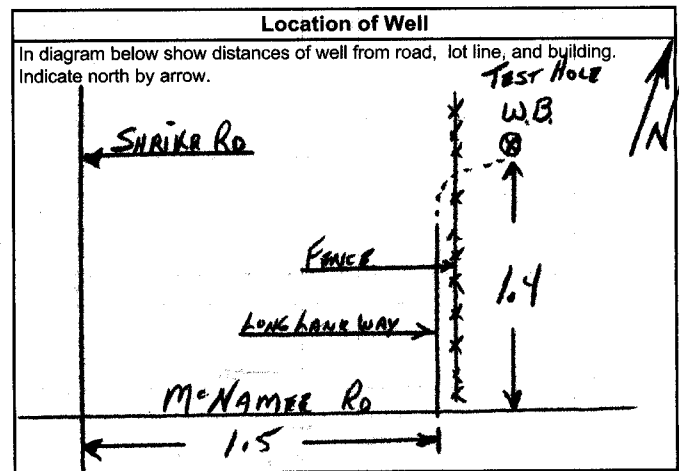 Location of Well
In diagram below show distances of well from road, lot line, and building.
Indicate north by arrow.
TEST HOLE
W.B.
N
SHRIKE RD
FENCE
1.4
LONG LANE WAY
McNAMEE RD
1.5